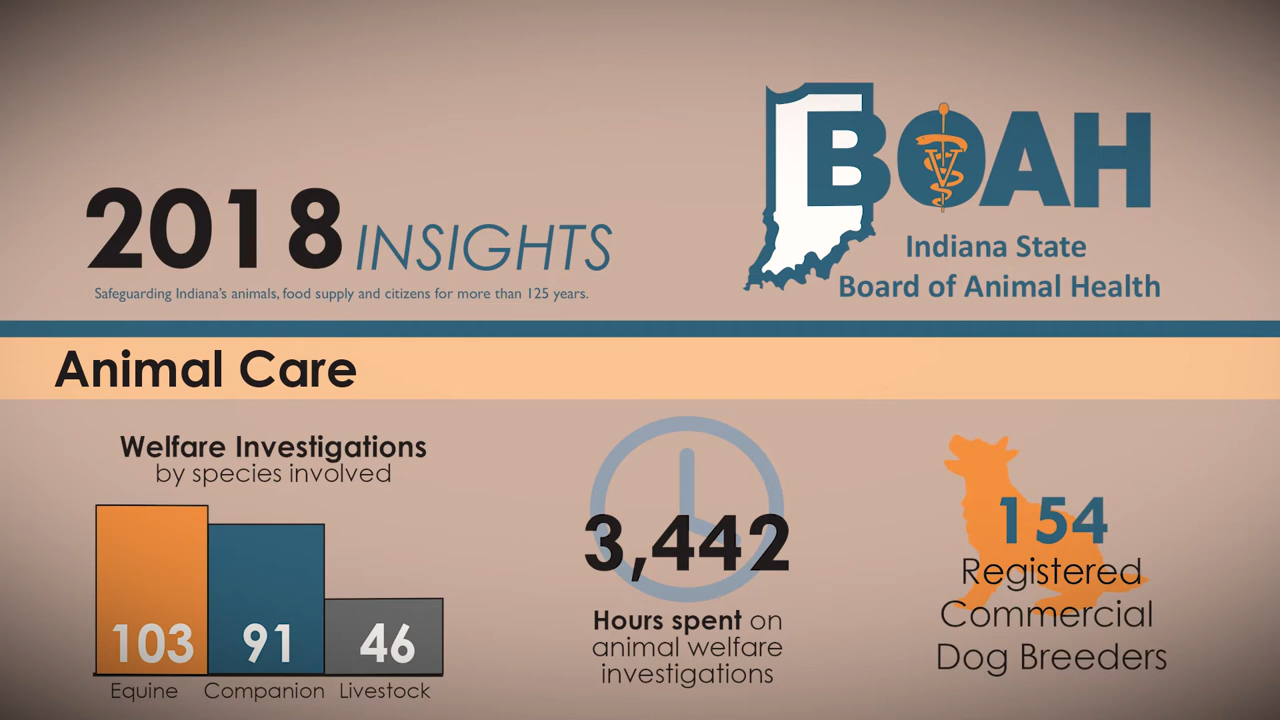 BOAH
Indiana State
Board of Animal Health
2018 INSIGHTS
Safeguarding Indiana's animals, food supply and citizens for more than 125 years.
Animal Care
Welfare Investigations
by species involved
103
91
46
Equine
Companion
Livestock
3,442
Hours spent on
animal welfare
investigations
154
Registered
Commercial
Dog Breeders